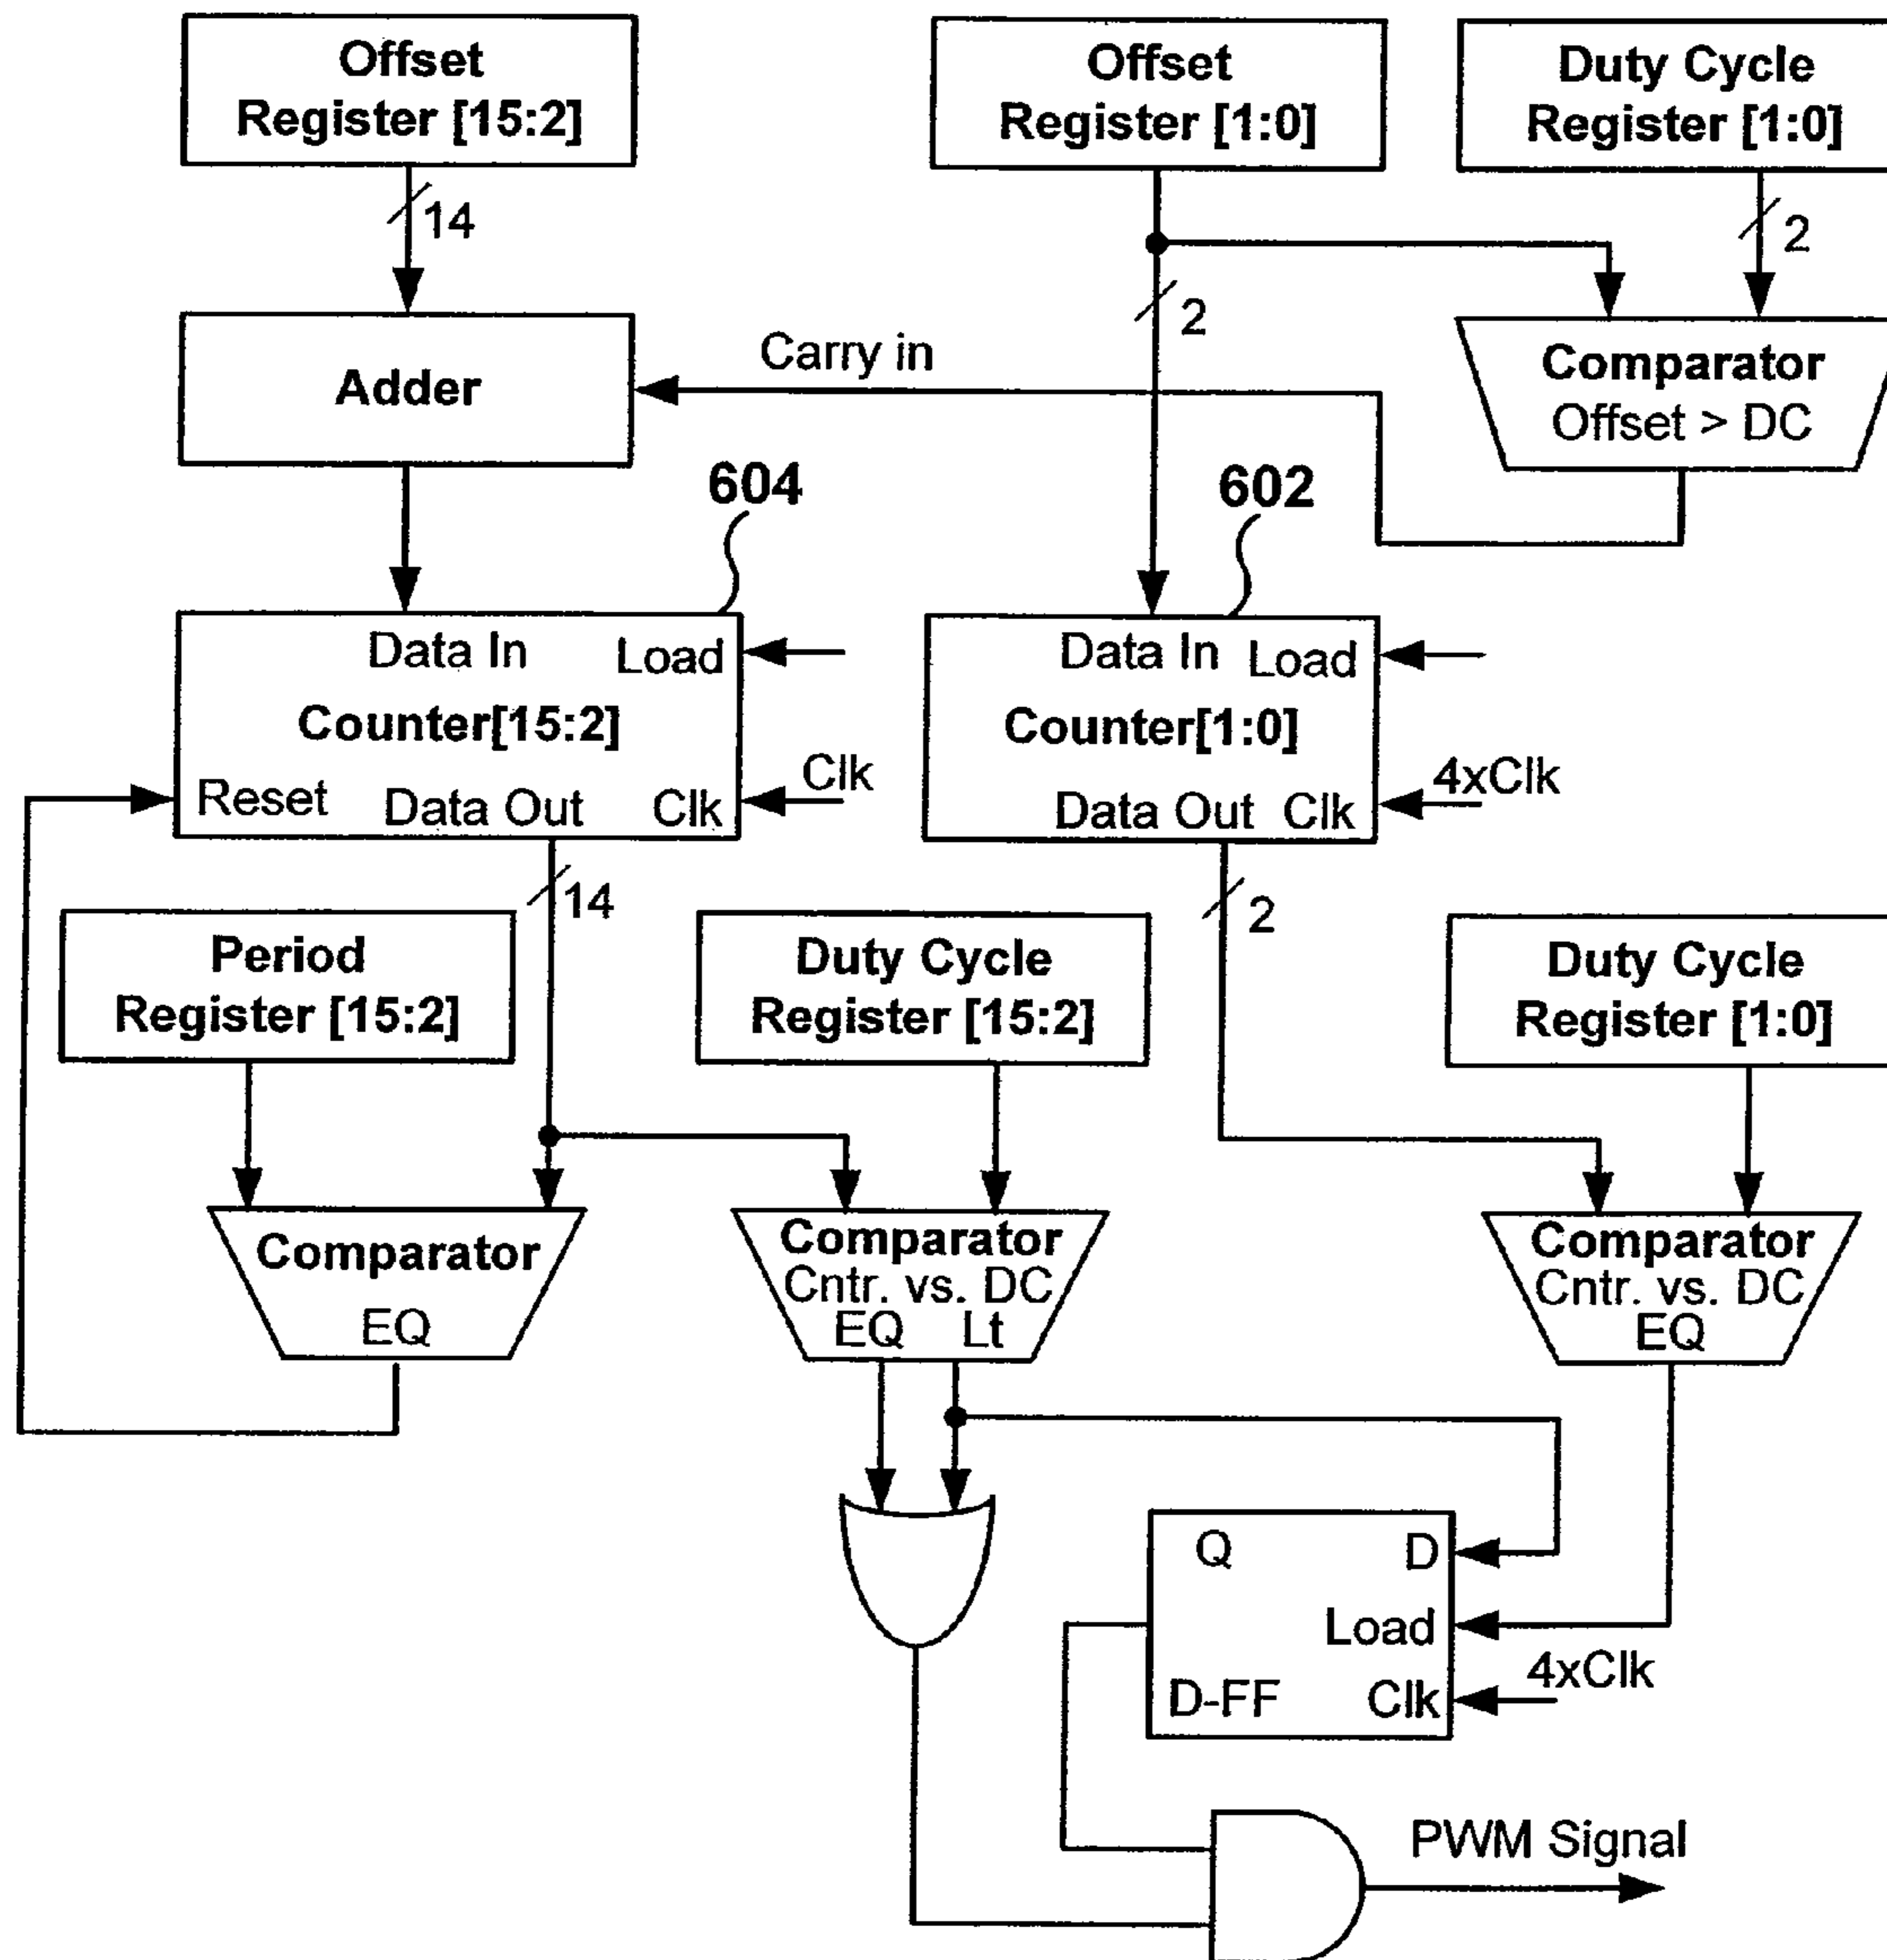 Offset
Register [15:2]
Offset
Register [1:0]
Duty Cycle
Register [1:0]
14
2
2
Adder
Carry in
Comparator
Offset > DC
604
602
Data In
Load
Counter[15:2]
Clk
Reset
Data Out
Clk
Data In
Load
Counter[1:0]
4xClk
Data Out
Clk
14
2
Period
Register [15:2]
Duty Cycle
Register [15:2]
Duty Cycle
Register [1:0]
Comparator
EQ
Comparator
Cntr. vs. DC
EQ Lt
Comparator
Cntr. vs. DC
EQ
Q
D
Load
4xClk
D-FF
Clk
PWM Signal